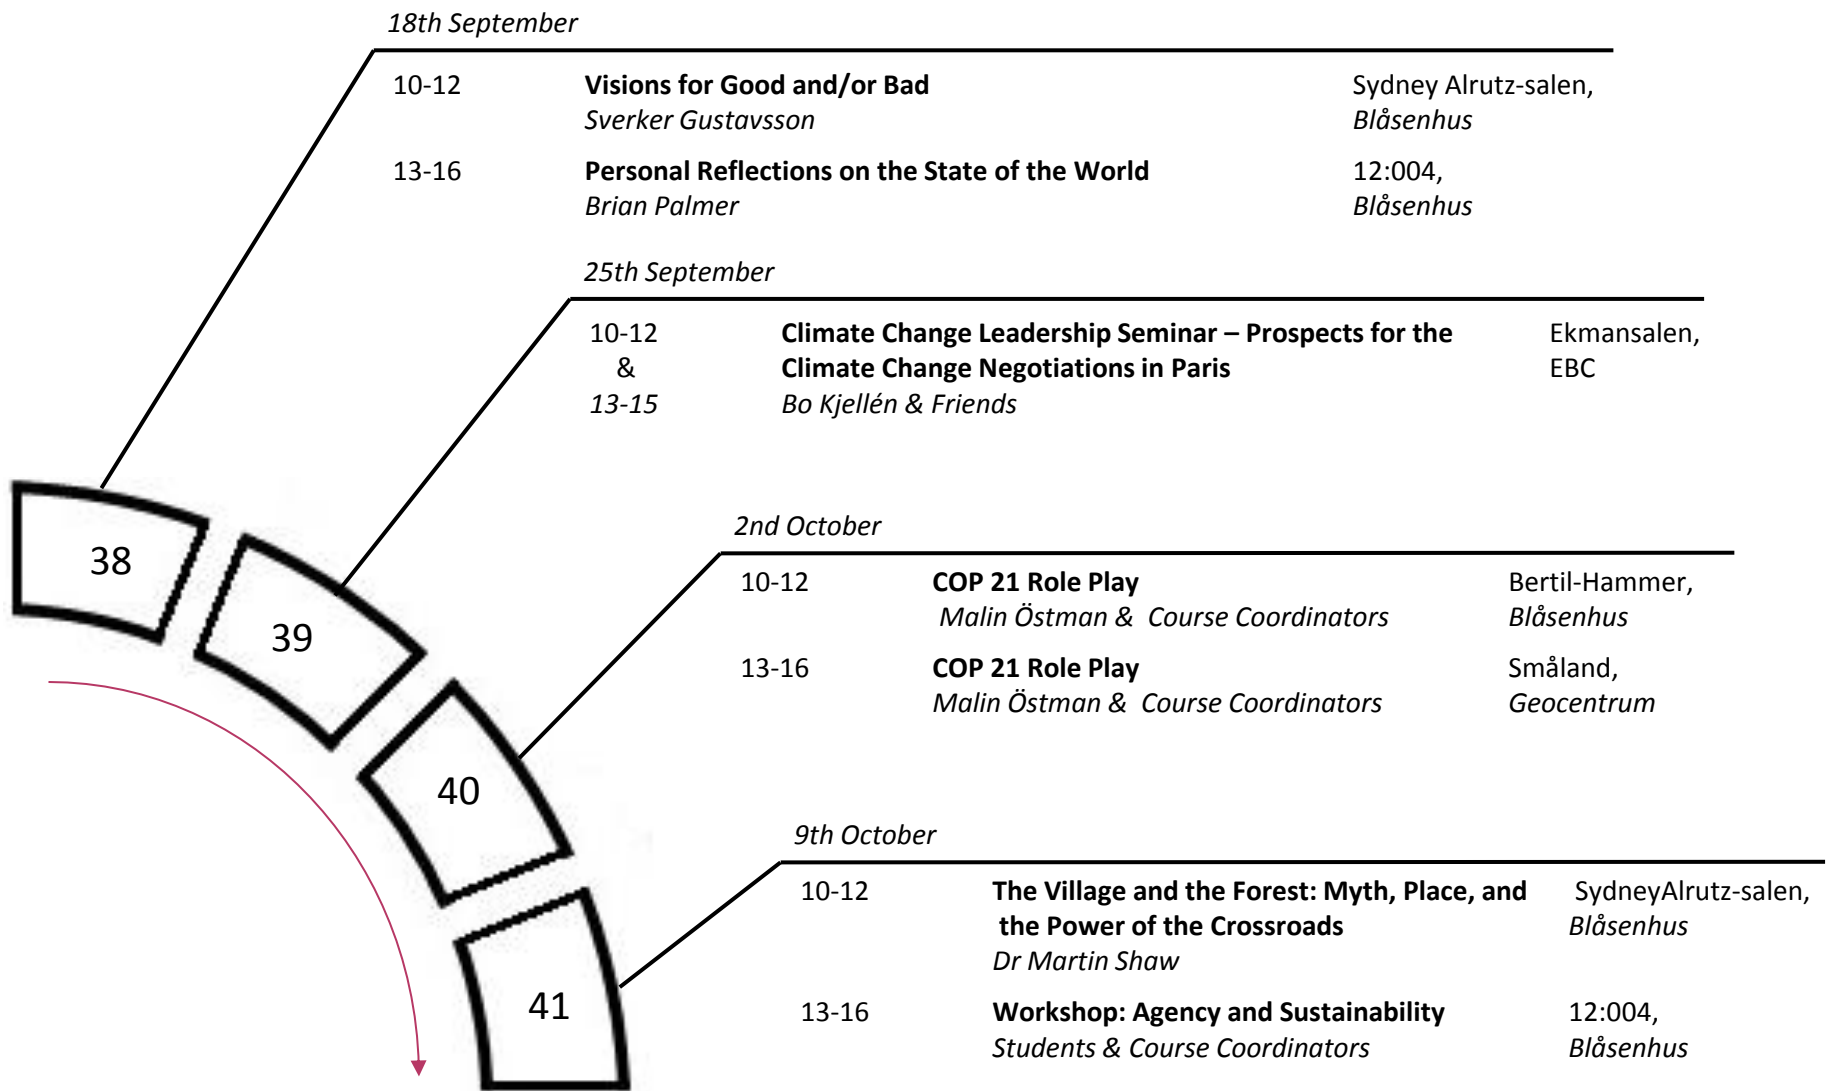 18th September
10-12 Visions for Good and/or Bad Sydney Alrutz-salen,
Sverker Gustavsson Blåsenhus
13-16 Personal Reflections on the State of the World 12:004,
Brian Palmer Blåsenhus
25th September
10-12 Climate Change Leadership Seminar – Prospects for the Ekmansalen,
& Climate Change Negotiations in Paris EBC
13-15 Bo Kjellén & Friends
38
2nd October
10-12 COP 21 Role Play Bertil-Hammer,
Malin Östman & Course Coordinators Blåsenhus
39
13-16 COP 21 Role Play Småland,
Malin Östman & Course Coordinators Geocentrum
40
9th October
10-12 The Village and the Forest: Myth, Place, and SydneyAlrutz-salen,
the Power of the Crossroads Blåsenhus
Dr Martin Shaw
41
13-16 Workshop: Agency and Sustainability 12:004,
Students & Course Coordinators Blåsenhus